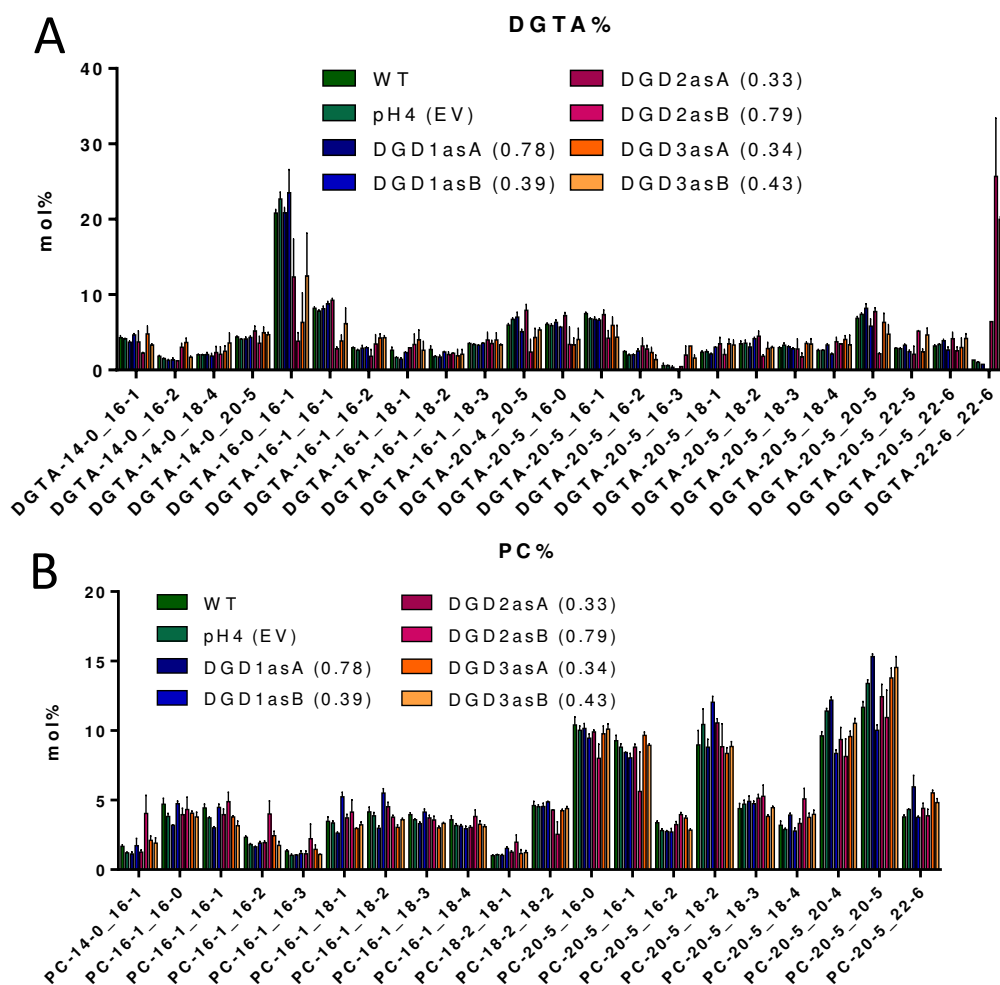 A
DGTA%
mol%
40
30
20
10
0
WT
pH4 (EV)
DGD1asA (0.78)
DGD1asB (0.39)
DGD2asA (0.33)
DGD2asB (0.79)
DGD3asA (0.34)
DGD3asB (0.43)
DGTA-14-0_16-1
DGTA-14-0_16-2
DGTA-14-0_18-4
DGTA-14-0_20-5
DGTA-16-0_16-1
DGTA-16-1_16-1
DGTA-16-1_16-2
DGTA-16-1_18-1
DGTA-16-1_18-2
DGTA-16-1_18-3
DGTA-20-4_20-5
DGTA-20-5_16-0
DGTA-20-5_16-1
DGTA-20-5_16-2
DGTA-20-5_16-3
DGTA-20-5_18-1
DGTA-20-5_18-2
DGTA-20-5_18-3
DGTA-20-5_18-4
DGTA-20-5_20-5
DGTA-20-5_22-5
DGTA-20-5_22-6
DGTA-22-6_22-6
B
PC%
mol%
20
15
10
5
0
WT
pH4 (EV)
DGD1asA (0.78)
DGD1asB (0.39)
DGD2asA (0.33)
DGD2asB (0.79)
DGD3asA (0.34)
DGD3asB (0.43)
PC-14-0_16-1
PC-16-1_16-0
PC-16-1_16-1
PC-16-1_16-2
PC-16-1_16-3
PC-16-1_18-1
PC-16-1_18-2
PC-16-1_18-3
PC-16-1_18-4
PC-18-2_18-1
PC-18-2_18-2
PC-20-5_16-0
PC-20-5_16-1
PC-20-5_16-2
PC-20-5_18-2
PC-20-5_18-3
PC-20-5_18-4
PC-20-5_20-4
PC-20-5_20-5
PC-20-5_22-6